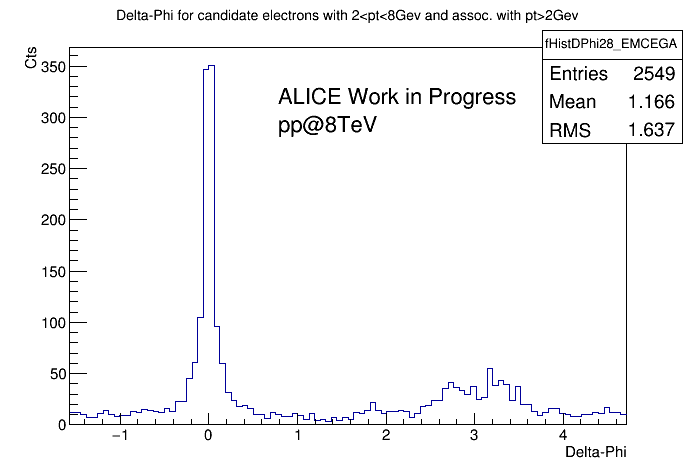 Delta-Phi for candidate electrons with 2<pt<8Gev and assoc. with pt>2Gev
Cts
fHistDPhi28_EMCEGA
Entries 2549
Mean 1.166
RMS 1.637
ALICE Work in Progress
pp@8TeV
350
300
250
200
150
100
50
0
−1 0 1 2 3 4
Delta-Phi